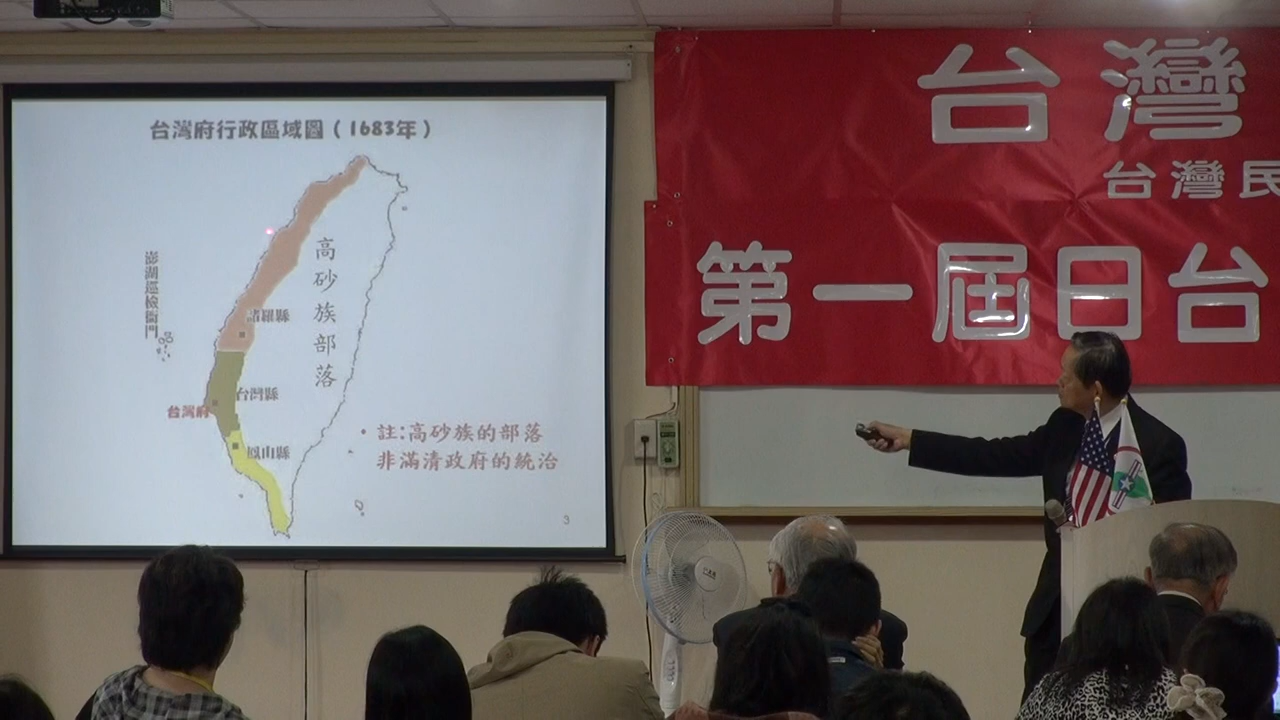 台灣府行政區域圖(1683年)
澎湖巡檢衙門
高砂族部落
諸羅縣
台灣縣
台灣府
鳳山縣
• 註:高砂族的部落
非滿清政府的統治
3
台灣
台灣民
第一屆日台